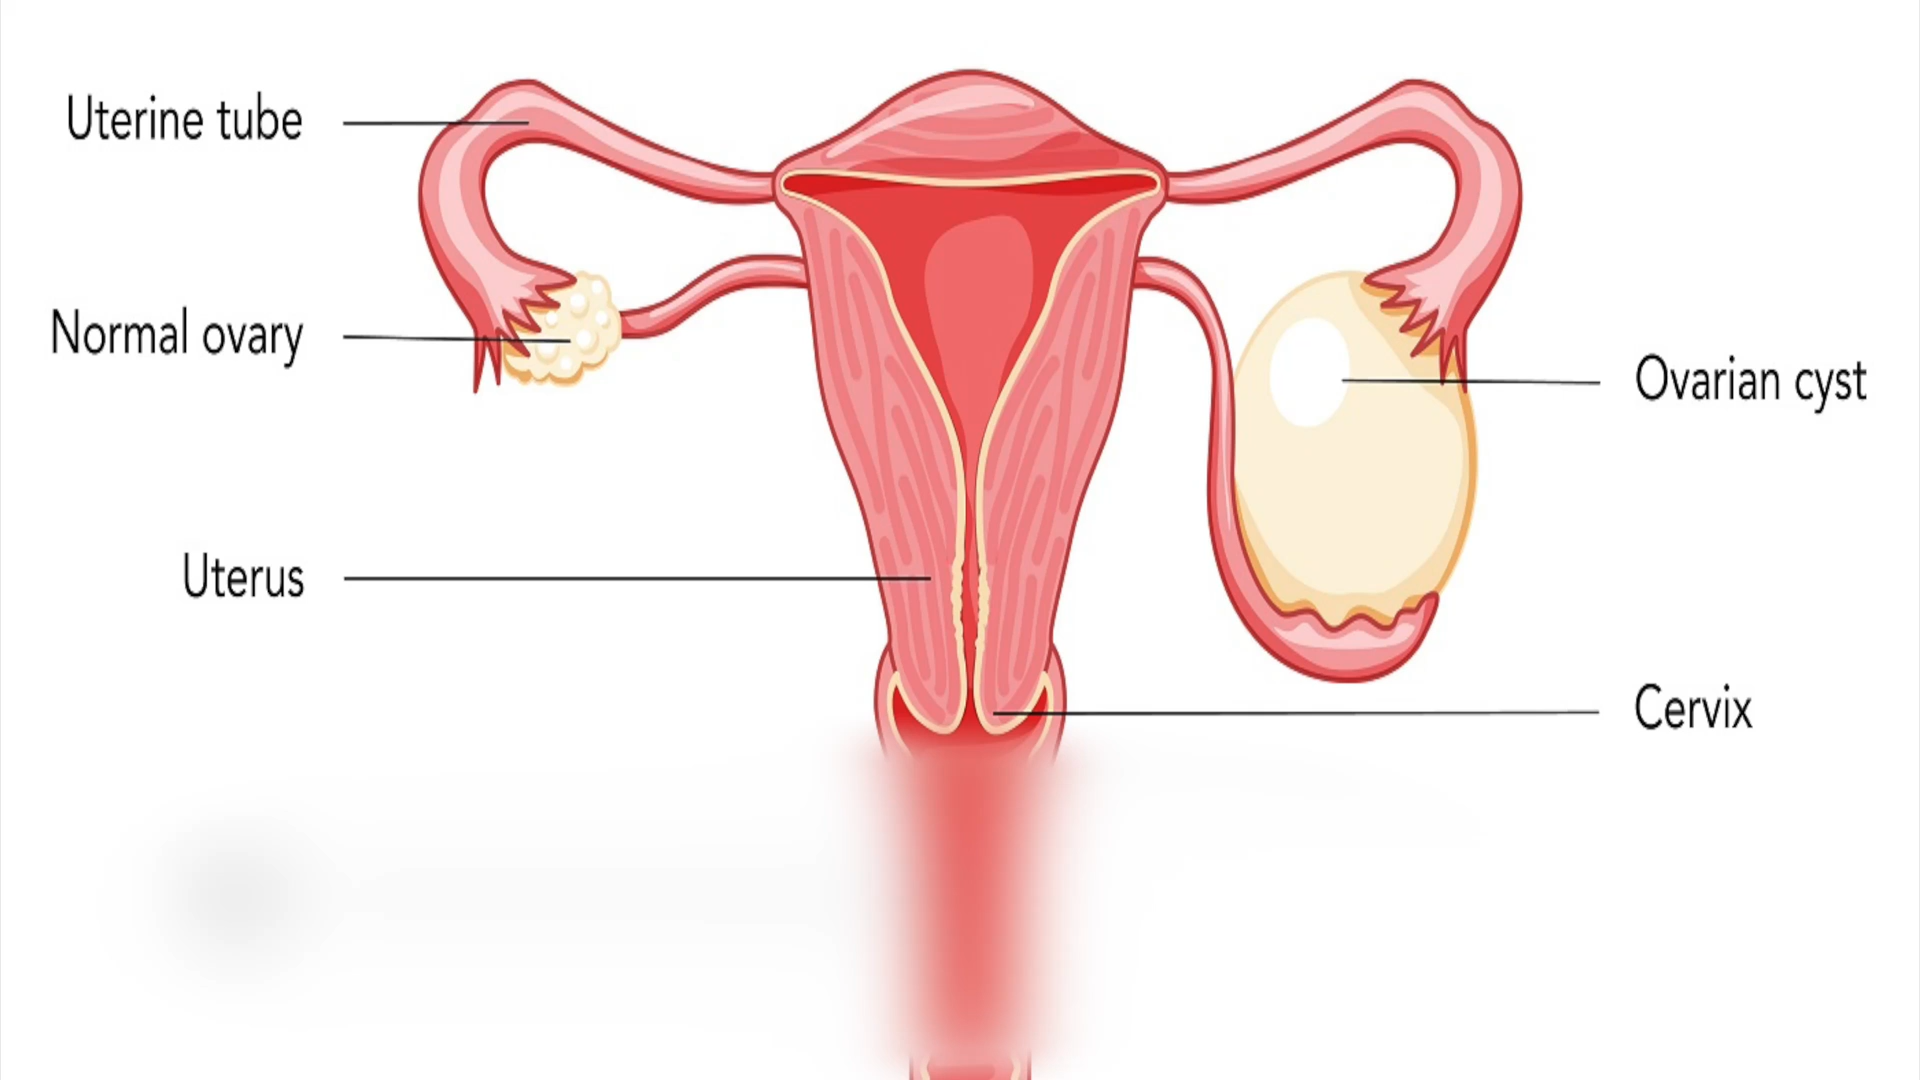 Uterine tube
Normal ovary
Ovarian cyst
Uterus
Cervix